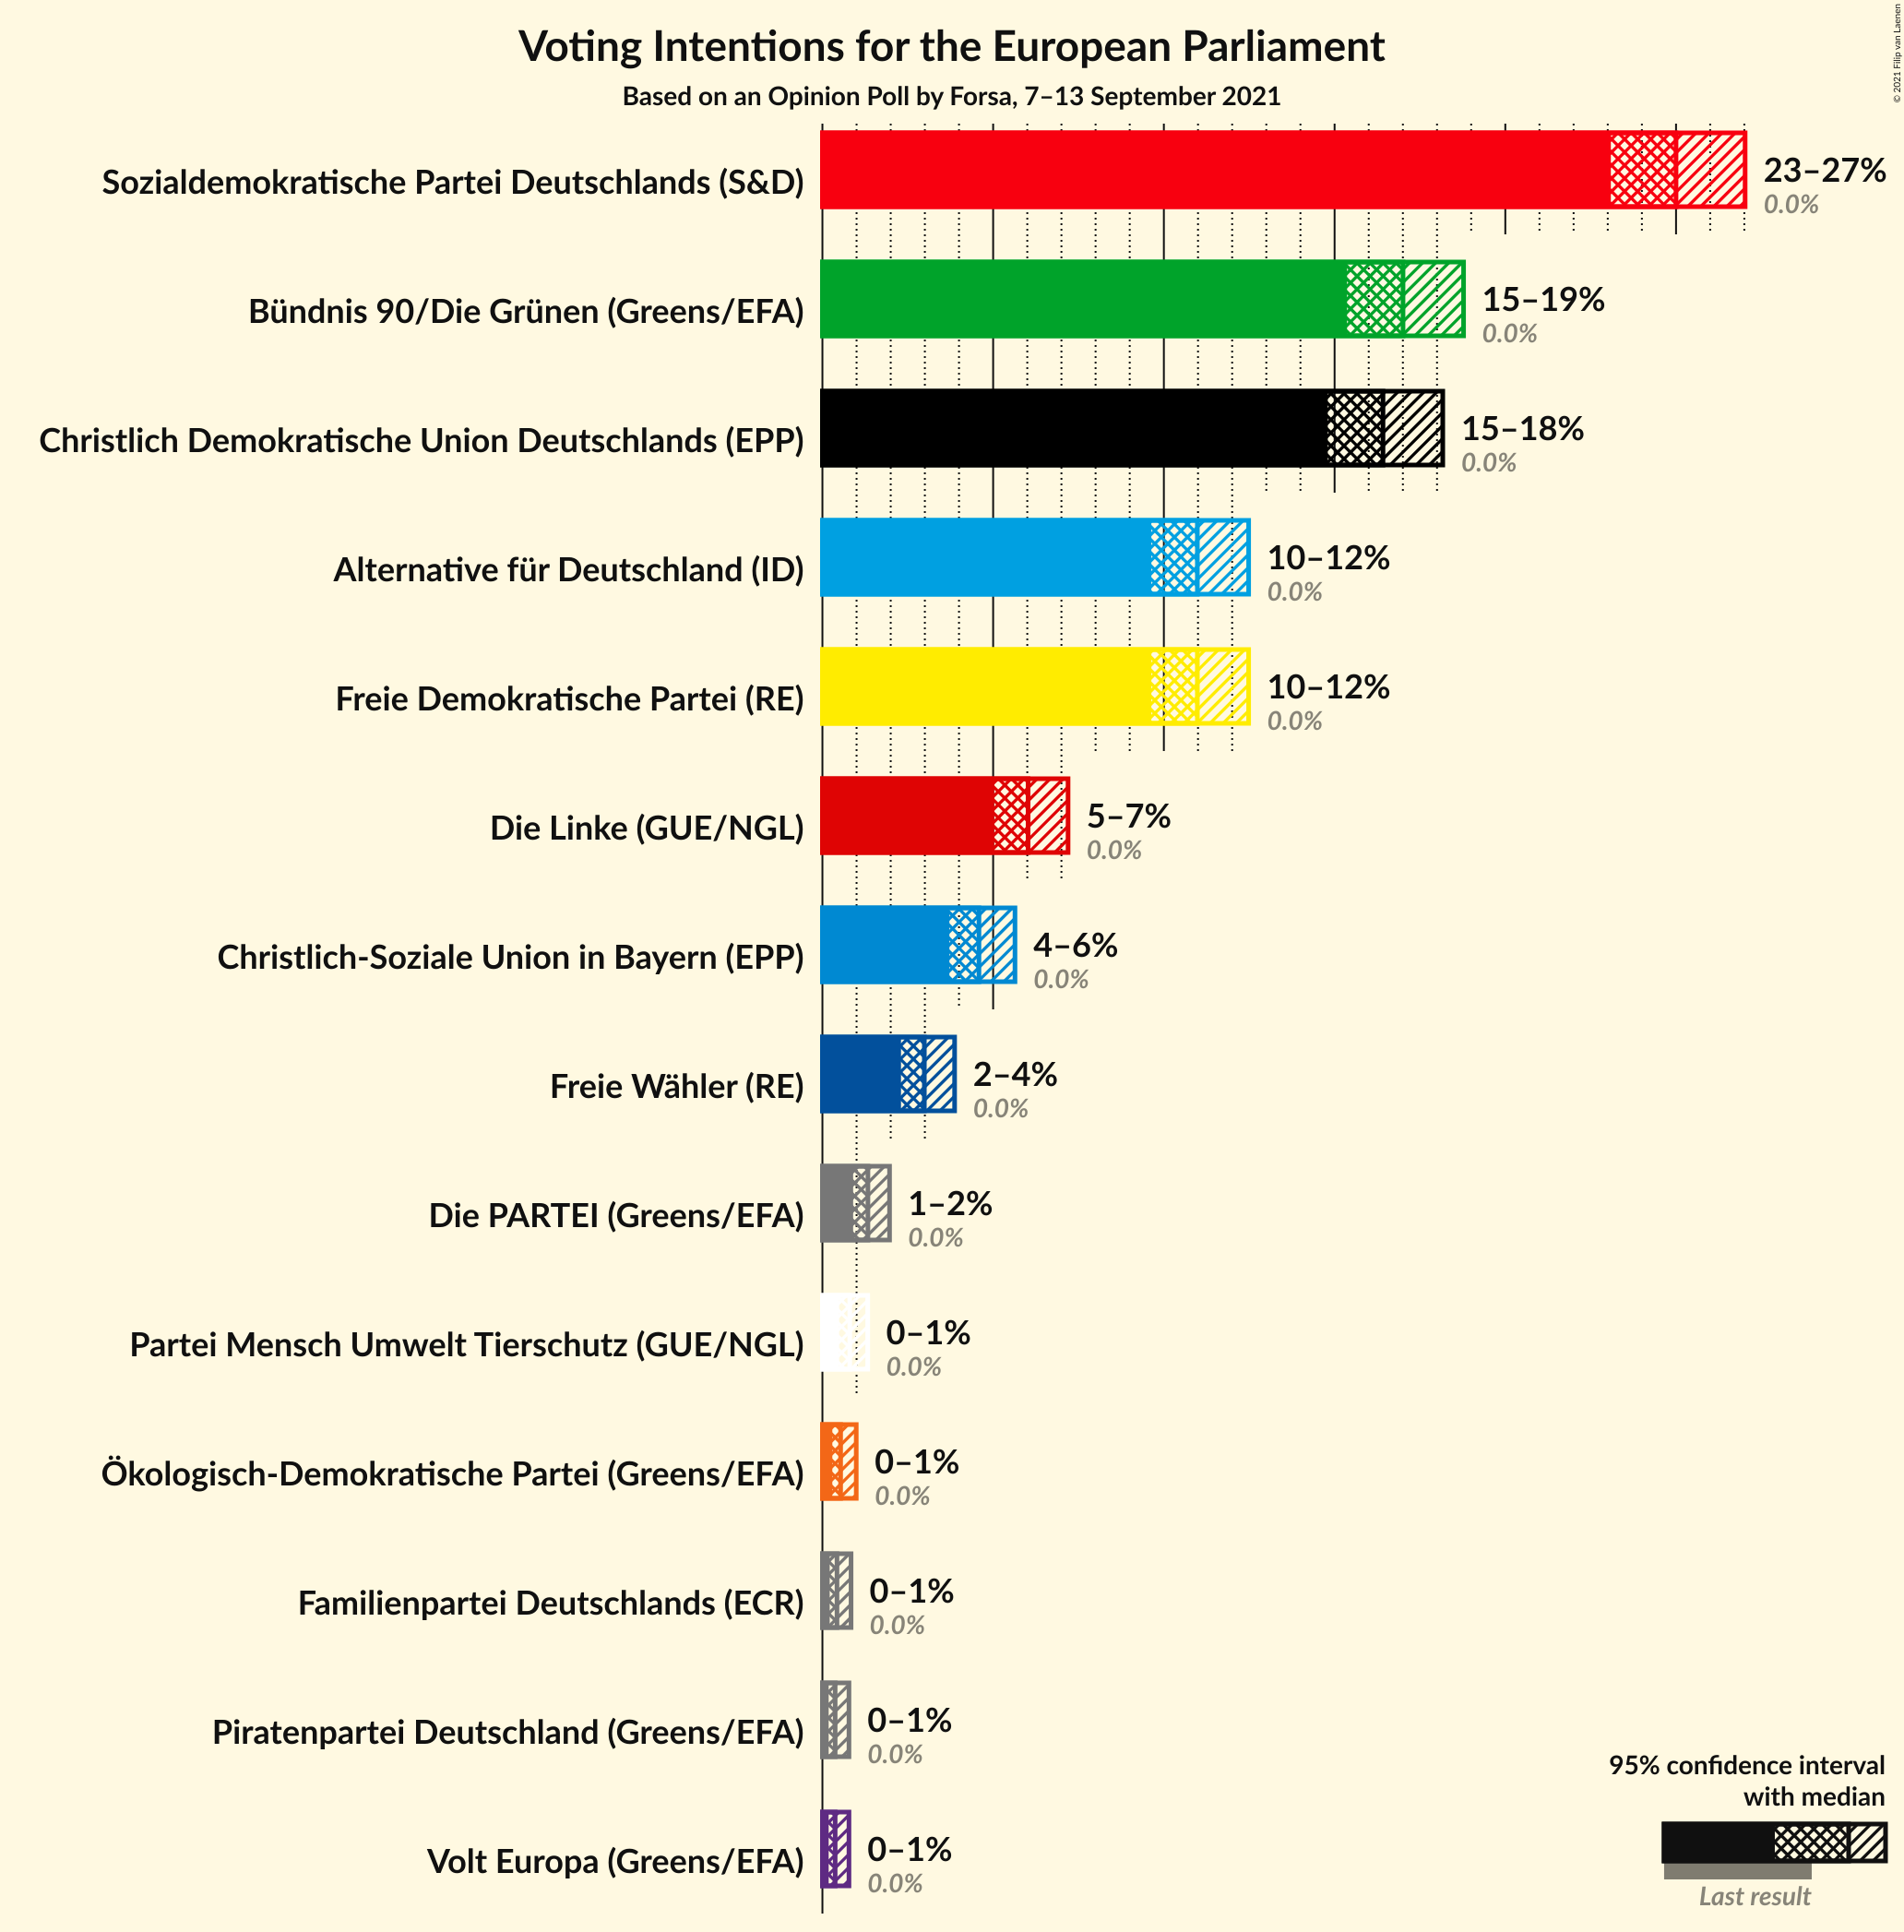 Voting Intentions for the European Parliament
Based on an Opinion Poll by Forsa, 7–13 September 2021
© 2021 Filip van Laenen
Sozialdemokratische Partei Deutschlands (S&D)
23–27%
0.0%
Bündnis 90/Die Grünen (Greens/EFA)
15–19%
0.0%
Christlich Demokratische Union Deutschlands (EPP)
15–18%
0.0%
Alternative für Deutschland (ID)
10–12%
0.0%
Freie Demokratische Partei (RE)
10–12%
0.0%
Die Linke (GUE/NGL)
5–7%
0.0%
Christlich-Soziale Union in Bayern (EPP)
4–6%
0.0%
Freie Wähler (RE)
2–4%
0.0%
Die PARTEI (Greens/EFA)
1–2%
0.0%
Partei Mensch Umwelt Tierschutz (GUE/NGL)
0–1%
0.0%
Ökologisch-Demokratische Partei (Greens/EFA)
0–1%
0.0%
Familienpartei Deutschlands (ECR)
0–1%
0.0%
Piratenpartei Deutschland (Greens/EFA)
0–1%
0.0%
Volt Europa (Greens/EFA)
0–1%
0.0%
95% confidence interval
with median
Last result